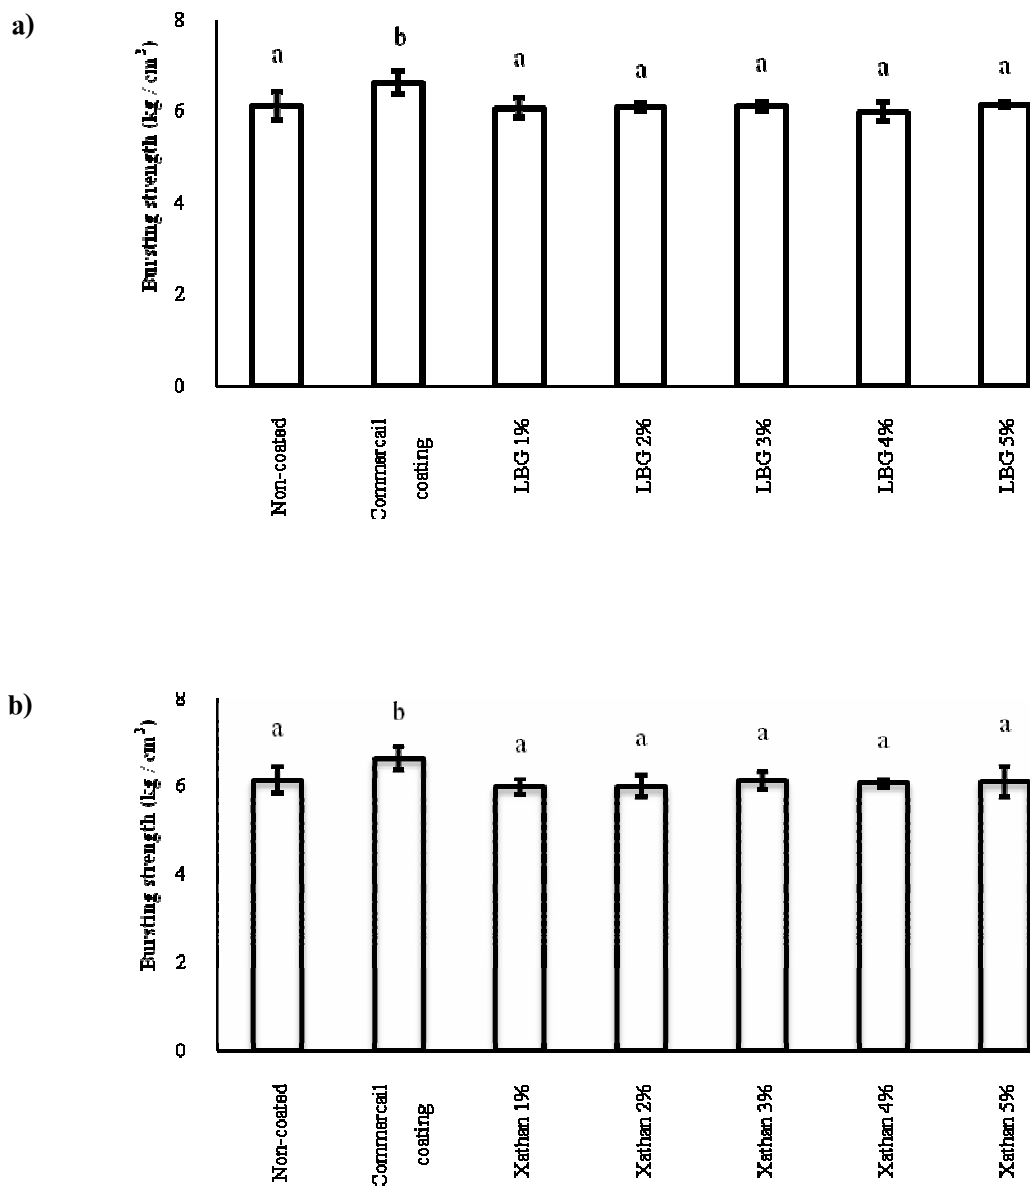 a)
Bursting strength (kg / cm²)
8
6
4
2
0
a
b
a
a
a
a
a
Non-coated
Commercail
coating
LBG 1%
LBG 2%
LBG 3%
LBG 4%
LBG 5%
b)
Bursting strength (kg / cm²)
8
6
4
2
0
a
b
a
a
a
a
a
Non-coated
Commercail
coating
Xathan 1%
Xathan 2%
Xathan 3%
Xathan 4%
Xathan 5%